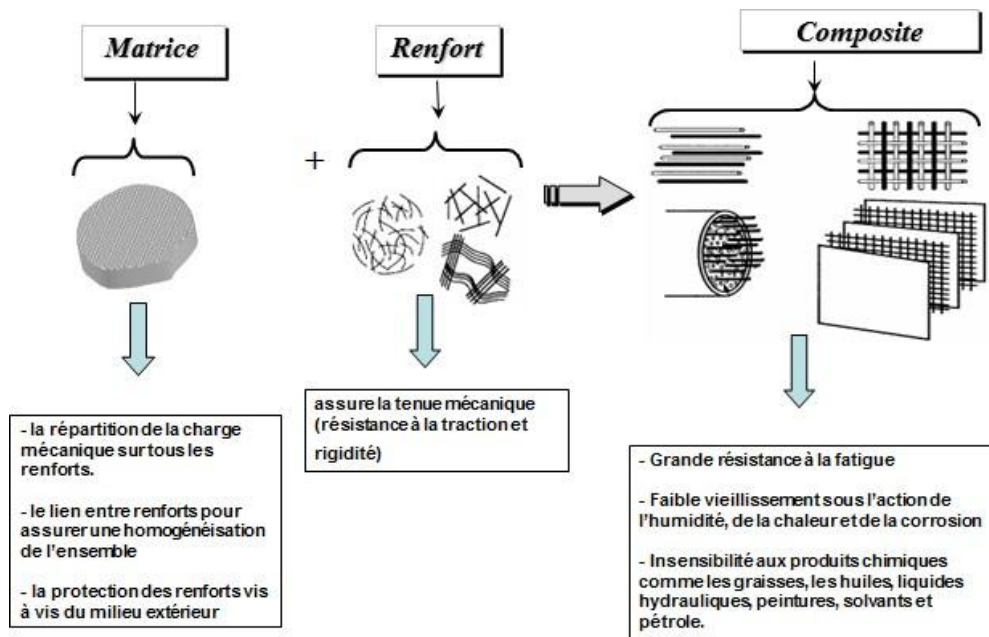 Matrice
Renfort
Composite
+
- la répartition de la charge
mécanique sur tous les
renforts.
- le lien entre renforts pour
assurer une homogénéisation
de l'ensemble
- la protection des renforts vis
à vis du milieu extérieur
assure la tenue mécanique
(résistance à la traction et
rigidité)
- Grande résistance à la fatigue
- Faible vieillissement sous l'action de
l'humidité, de la chaleur et de la corrosion
- Insensibilité aux produits chimiques
comme les graisses, les huiles, liquides
hydrauliques, peintures, solvants et
pétrole.